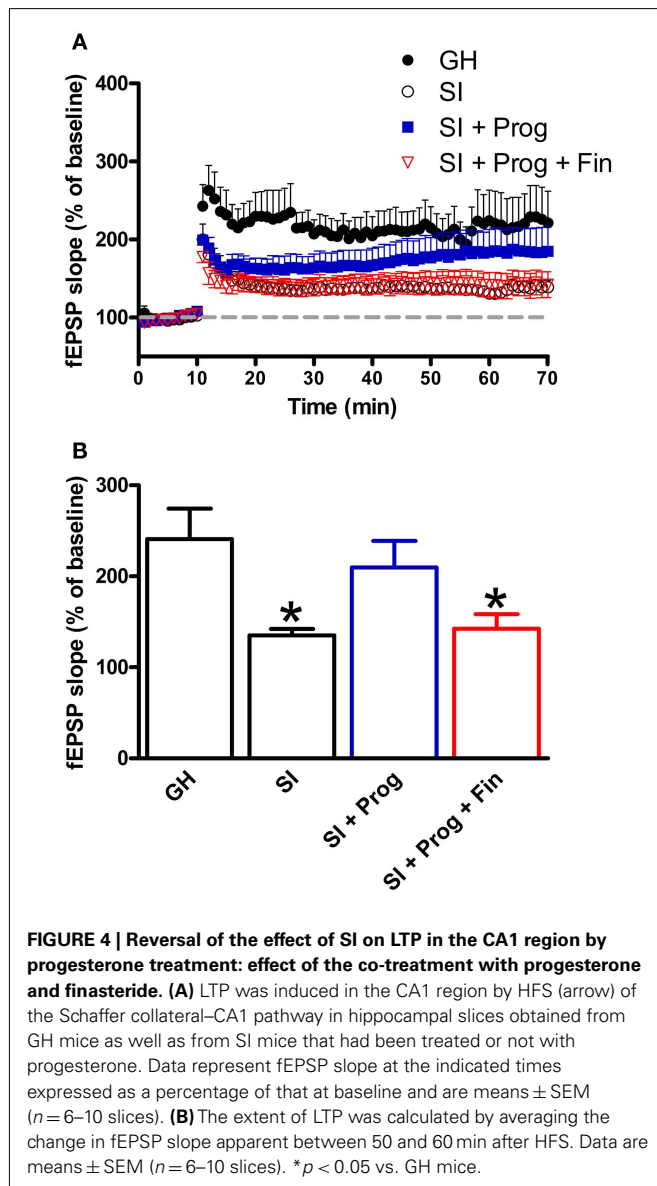 A
GH
SI
SI + Prog
SI + Prog + Fin
fEPSP slope (% of baseline)
400
300
200
100
0 10 20 30 40 50 60 70
Time (min)
B
fEPSP slope (% of baseline)
300
200
100
0
* *
GH SI SI + Prog SI + Prog + Fin
FIGURE 4 | Reversal of the effect of SI on LTP in the CA1 region by
progesterone treatment: effect of the co-treatment with progesterone
and finasteride. (A) LTP was induced in the CA1 region by HFS (arrow) of
the Schaffer collateral–CA1 pathway in hippocampal slices obtained from
GH mice as well as from SI mice that had been treated or not with
progesterone. Data represent fEPSP slope at the indicated times
expressed as a percentage of that at baseline and are means ± SEM
(n = 6–10 slices). (B) The extent of LTP was calculated by averaging the
change in fEPSP slope apparent between 50 and 60 min after HFS. Data are
means ± SEM (n = 6–10 slices). *p < 0.05 vs. GH mice.